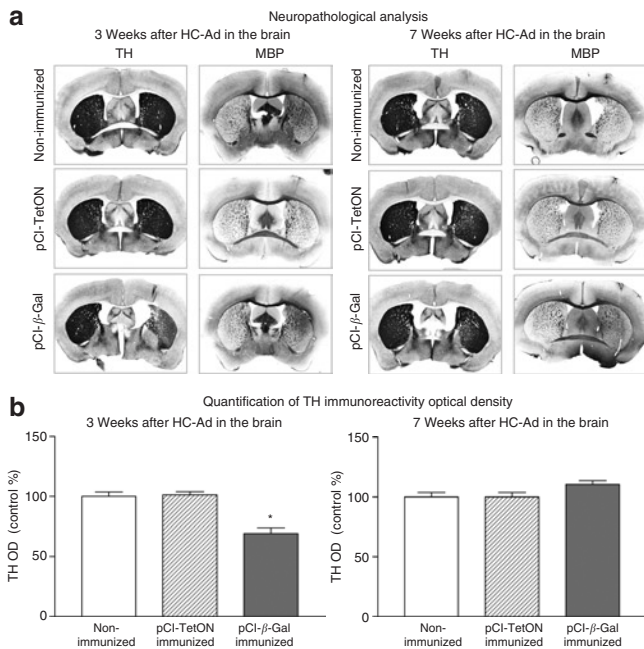 a
Neuropathological analysis
3 Weeks after HC-Ad in the brain
7 Weeks after HC-Ad in the brain
TH
MBP
TH
MBP
Non-immunized
Non-immunized
pCI-TetON
pCI-TetON
pCI-β-Gal
pCI-β-Gal
b
Quantification of TH immunoreactivity optical density
3 Weeks after HC-Ad in the brain
7 Weeks after HC-Ad in the brain
TH OD (control %)
150
100
50
0
*
Non-
immunized
pCI-TetON
immunized
pCI-β-Gal
immunized
TH OD (control %)
150
100
50
0
Non-
immunized
pCI-TetON
immunized
pCI-β-Gal
immunized